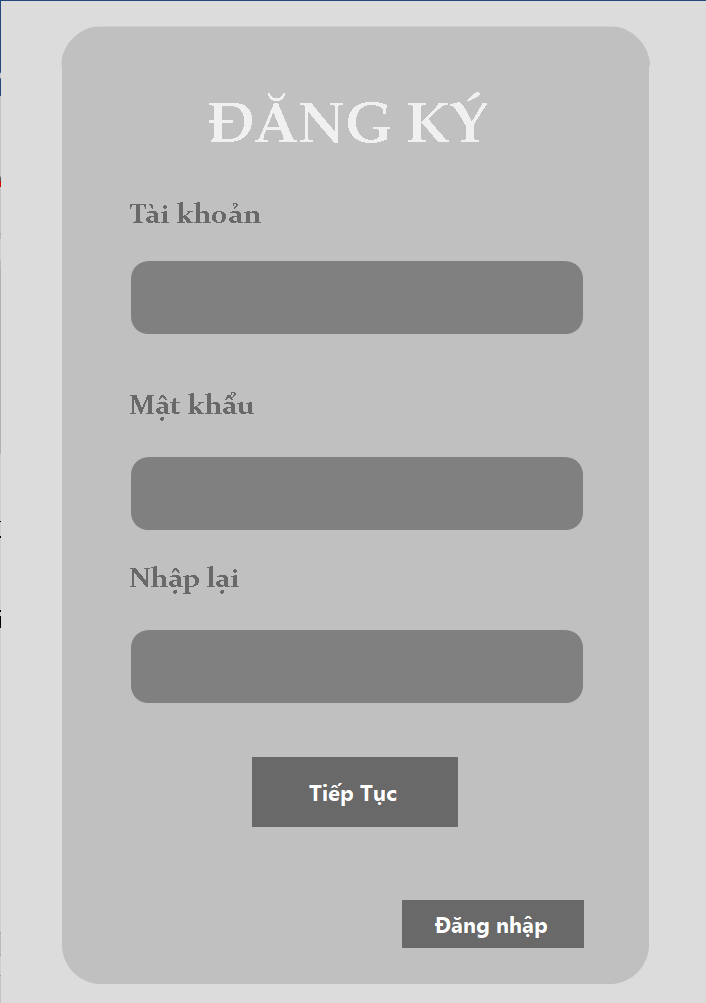 ĐĂNG KÝ
Tài khoản
Mật khẩu
Nhập lại
Tiếp Tục
Đăng nhập